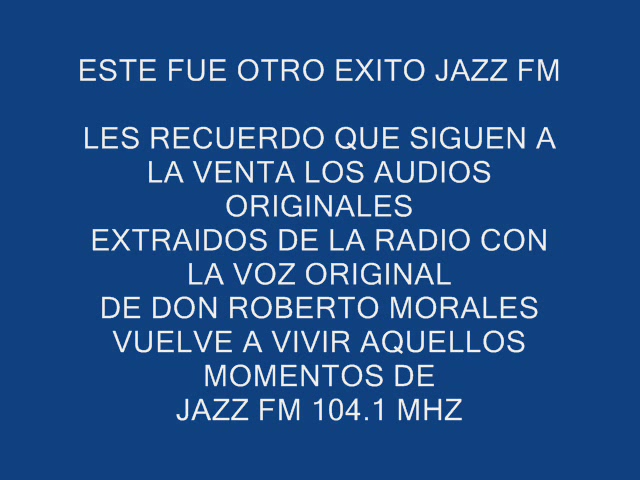 ESTE FUE OTRO EXITO JAZZ FM
LES RECUERDO QUE SIGUEN A
LA VENTA LOS AUDIOS
ORIGINALES
EXTRAIDOS DE LA RADIO CON
LA VOZ ORIGINAL
DE DON ROBERTO MORALES
VUELVE A VIVIR AQUELLOS
MOMENTOS DE
JAZZ FM 104.1 MHZ